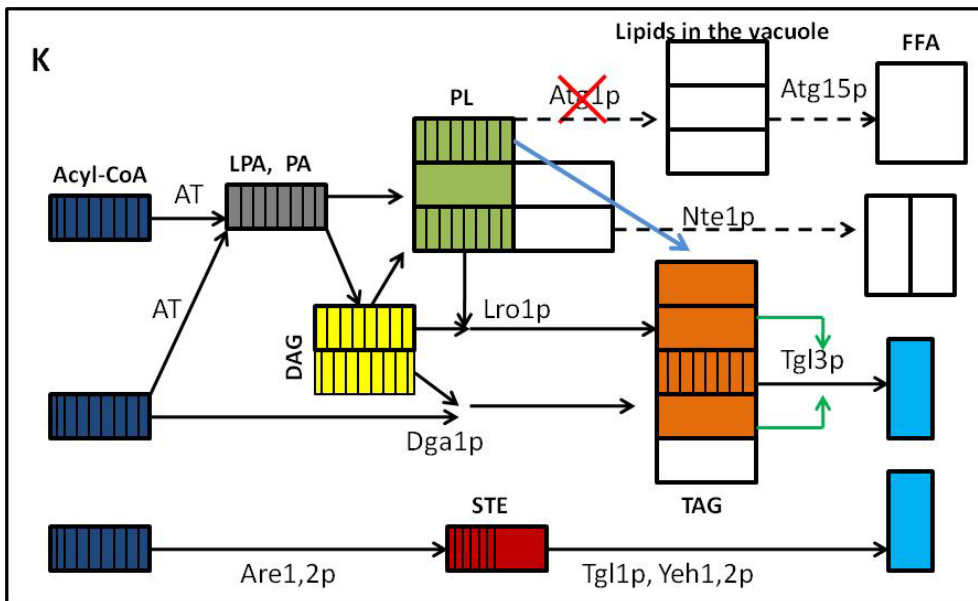 K
Lipids in the vacuole
FFA
Atg1p
Atg15p
PL
LPA, PA
Acyl-CoA
AT
Nte1p
AT
DAG
Lro1p
Tgl3p
Dga1p
STE
TAG
Are1,2p
Tgl1p, Yeh1,2p